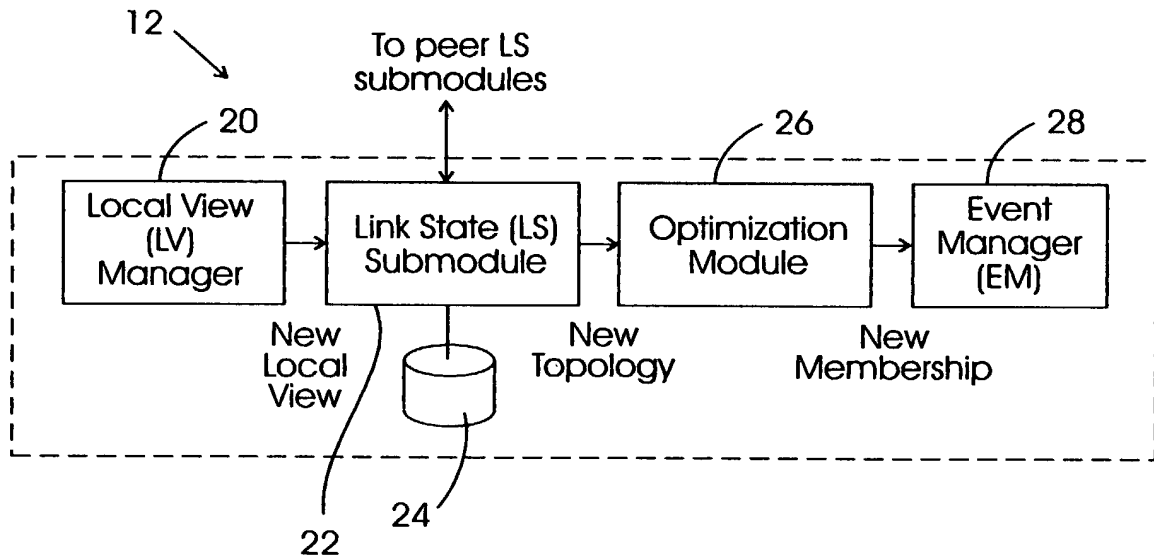 12
To peer LS
submodules
20
26
28
Local View
(LV)
Manager
Link State (LS)
Submodule
Optimization
Module
Event
Manager
(EM)
New
Local
View
New
Topology
New
Membership
22
24